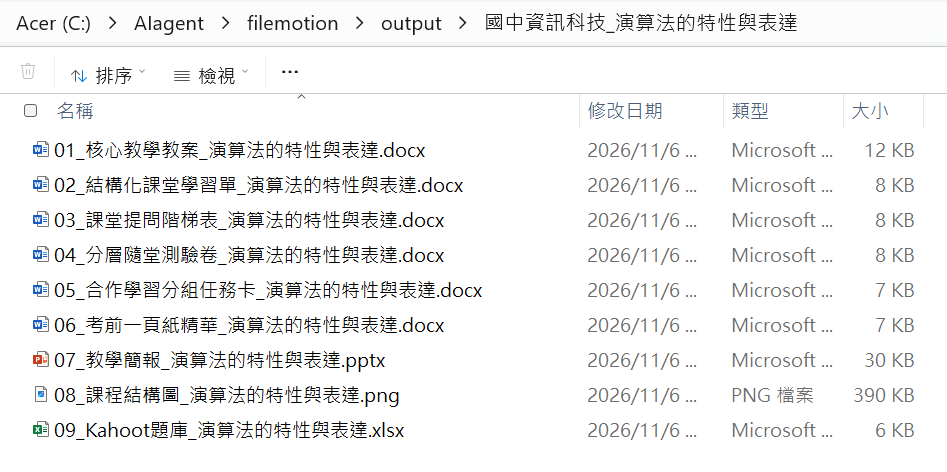 Acer (C:) > AIagent > filemotion > output > 國中資訊科技_演算法的特性與表達
排序 檢視 ...
名稱 修改日期 類型 大小
01_核心教學教案_演算法的特性與表達.docx 2026/11/6 ... Microsoft ... 12 KB
02_結構化課堂學習單_演算法的特性與表達.docx 2026/11/6 ... Microsoft ... 8 KB
03_課堂提問階梯表_演算法的特性與表達.docx 2026/11/6 ... Microsoft ... 8 KB
04_分層隨堂測驗卷_演算法的特性與表達.docx 2026/11/6 ... Microsoft ... 8 KB
05_合作學習分組任務卡_演算法的特性與表達.docx 2026/11/6 ... Microsoft ... 7 KB
06_考前一頁紙精華_演算法的特性與表達.docx 2026/11/6 ... Microsoft ... 7 KB
07_教學簡報_演算法的特性與表達.pptx 2026/11/6 ... Microsoft ... 30 KB
08_課程結構圖_演算法的特性與表達.png 2026/11/6 ... PNG 檔案 390 KB
09_Kahoot題庫_演算法的特性與表達.xlsx 2026/11/6 ... Microsoft ... 6 KB